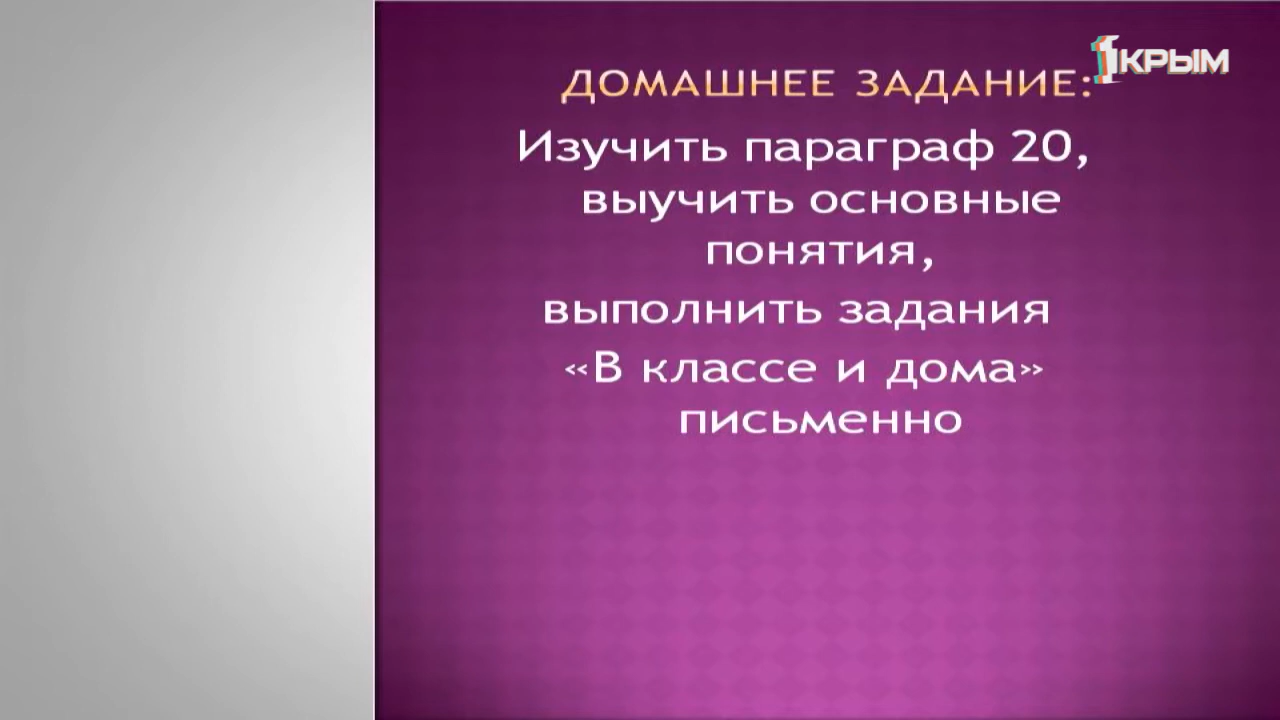 1КРЫМ
ДОМАШНЕЕ ЗАДАНИЕ:
Изучить параграф 20,
выучить основные
понятия,
выполнить задания
«В классе и дома»
письменно